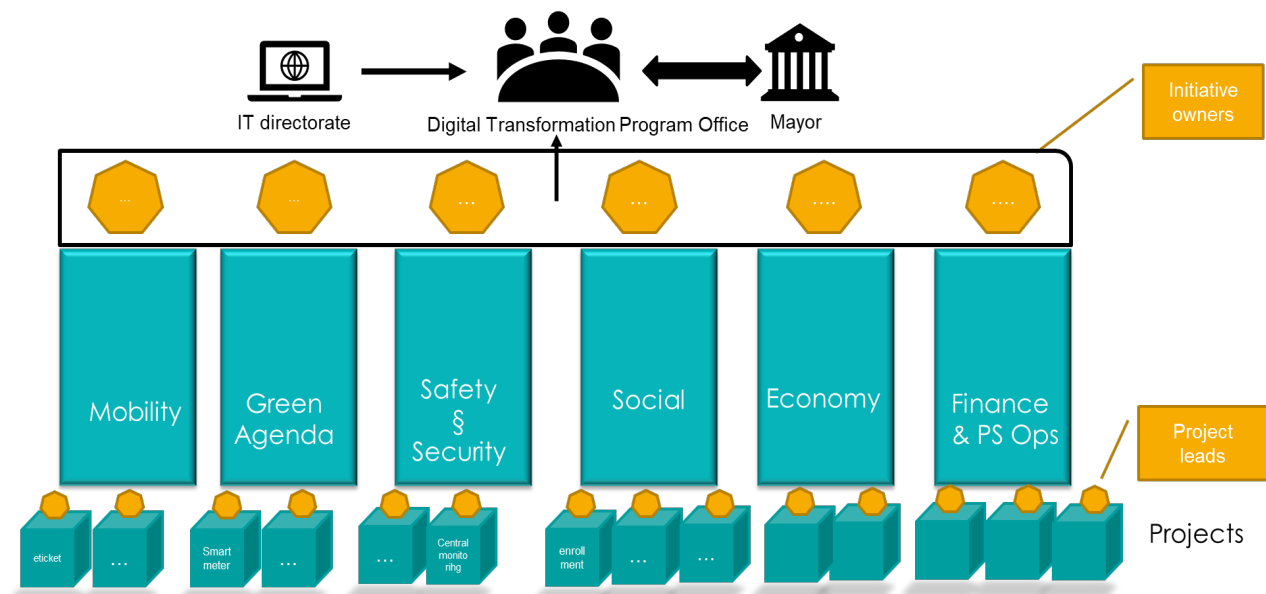 IT directorate
Digital Transformation Program Office
Mayor
Initiative
owners
...
...
...
...
....
....
Mobility
Green
Agenda
Safety
§
Security
Social
Economy
Finance
& PS Ops
Project
leads
eticket
...
Smart
meter
...
...
Central
monito
rihg
enroll
ment
...
...
Projects